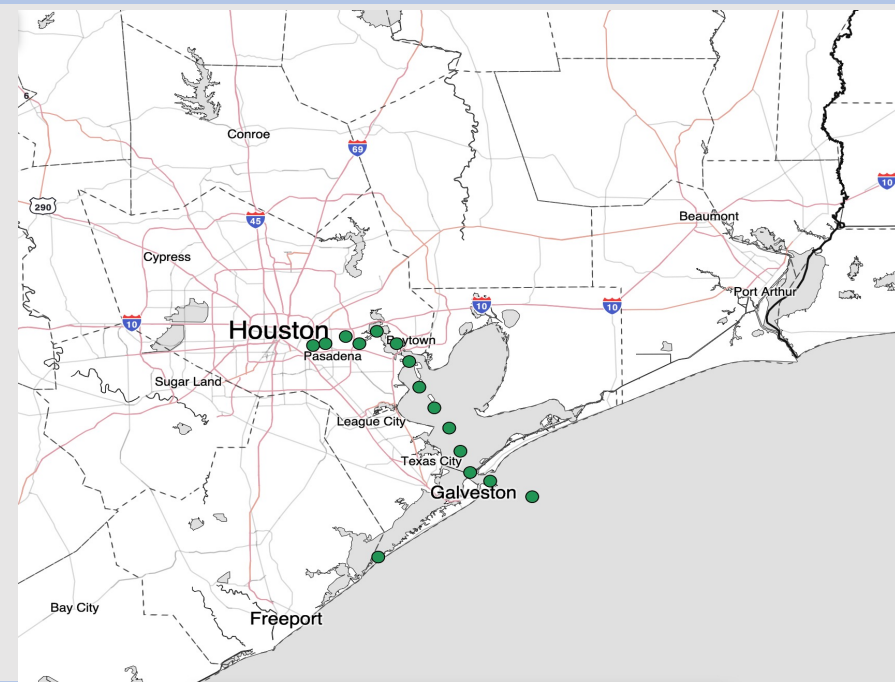 6
Conroe
69
10
290
45
Beaumont
Cypress
Port Arthur
10
10
10
Houston
Baytown
Pasadena
Sugar Land
League City
Texas City
Galveston
Bay City
Freeport